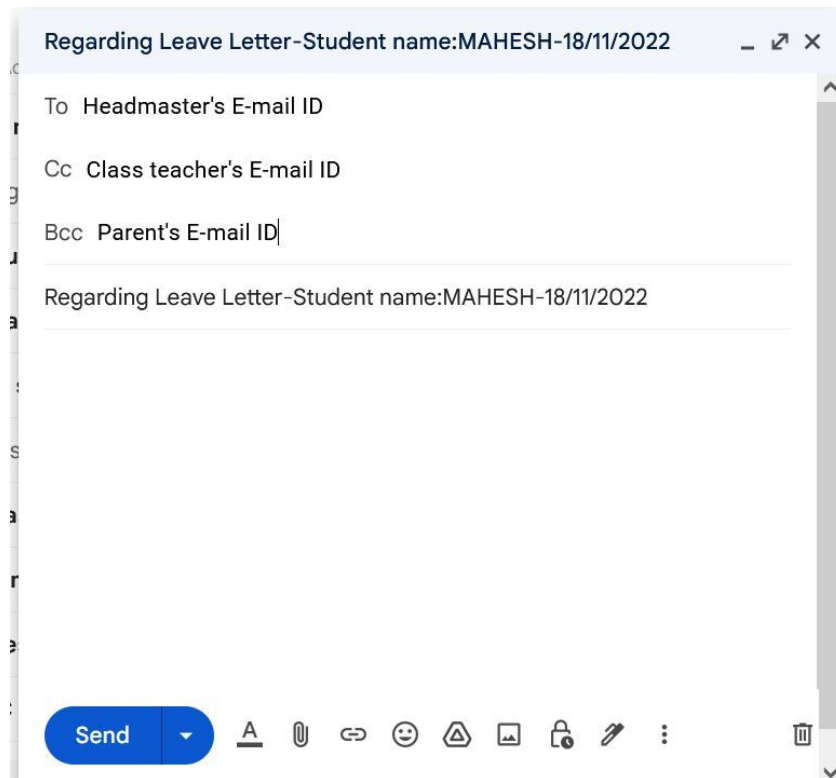 Regarding Leave Letter-Student name:MAHESH-18/11/2022
To Headmaster's E-mail ID
Cc Class teacher's E-mail ID
Bcc Parent's E-mail ID
Regarding Leave Letter-Student name:MAHESH-18/11/2022
Send
A